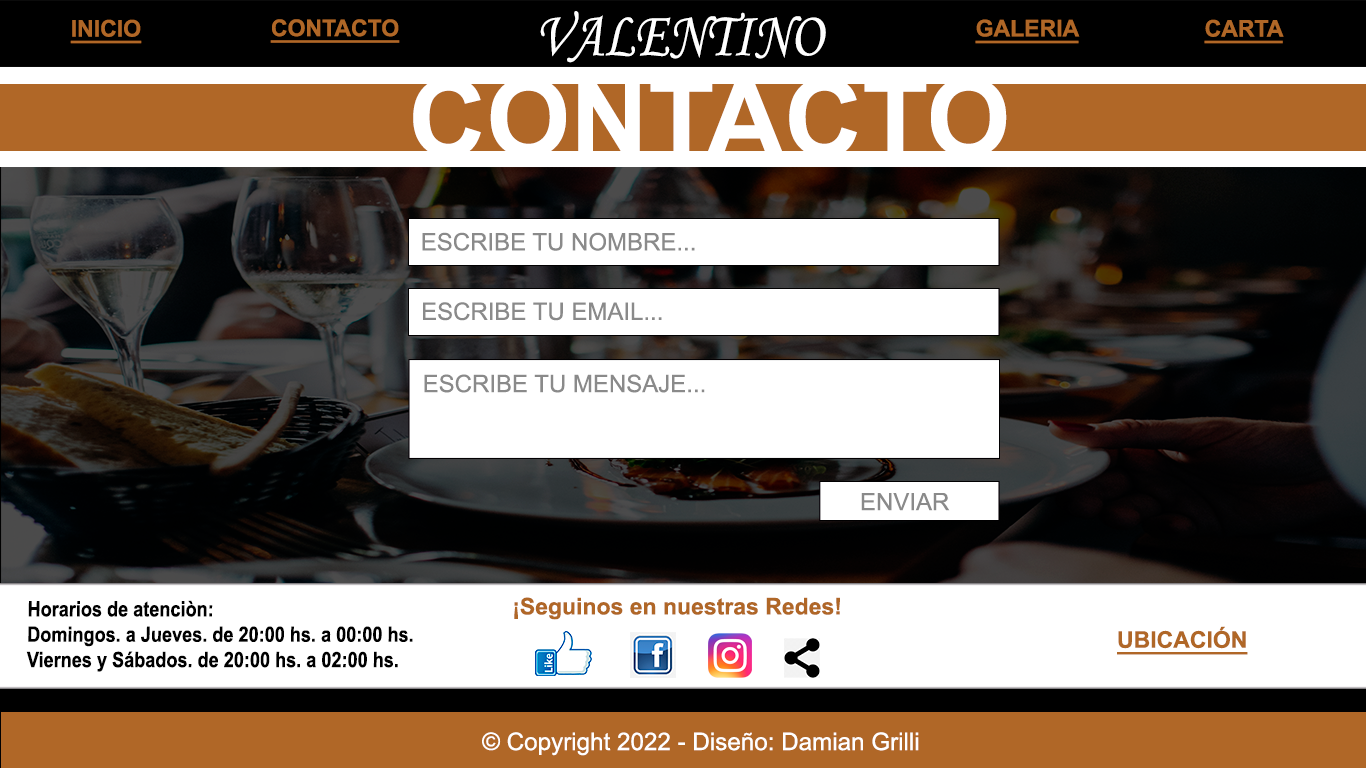 INICIO CONTACTO VALENTINO GALERIA CARTA
CONTACTO
ESCRIBE TU NOMBRE...
ESCRIBE TU EMAIL...
ESCRIBE TU MENSAJE...
ENVIAR
Horarios de atenciòn:
Domingos. a Jueves. de 20:00 hs. a 00:00 hs.
Viernes y Sábados. de 20:00 hs. a 02:00 hs.
¡Seguinos en nuestras Redes!
Like f
UBICACIÓN
© Copyright 2022 - Diseño: Damian Grilli